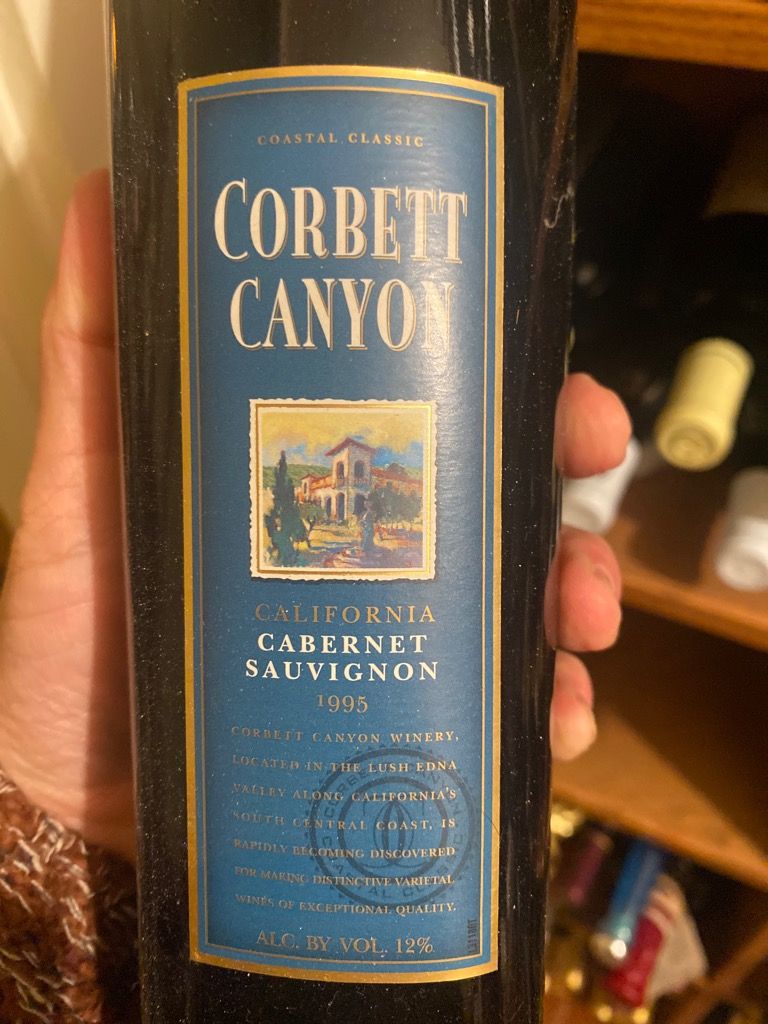 COASTAL CLASSIC
CORBETT
CANYON
CALIFORNIA
CABERNET
SAUVIGNON
1995
CORBETT CANYON WINERY,
LOCATED IN THE LUSH EDNA
VALLEY ALONG CALIFORNIA'S
SOUTH CENTRAL COAST, IS
RAPIDLY BECOMING DISCOVERED
FOR MAKING DISTINCTIVE VARIETAL
WINES OF EXCEPTIONAL QUALITY.
ALC. BY VOL. 12%